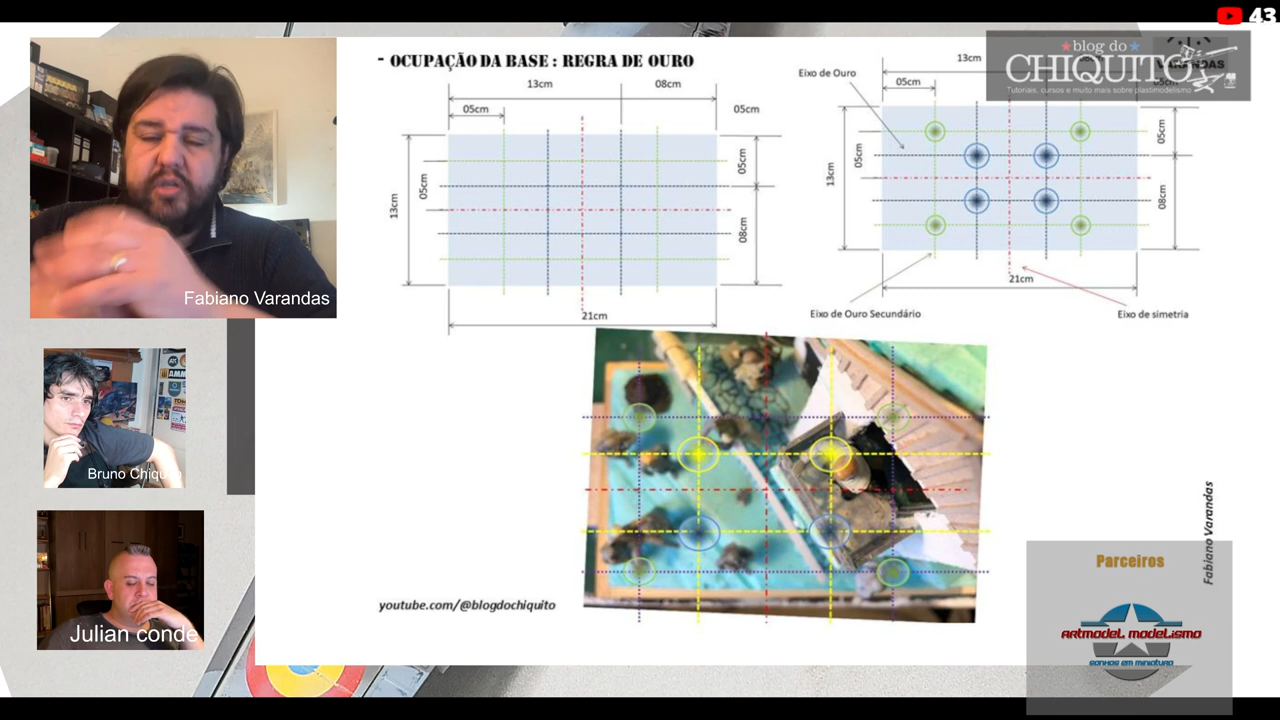 43
- OCUPAÇÃO DA BASE : REGRA DE OURO
blog do
CHIQUITO
Tutoriais, cursos e muito mais sobre plastimodelismo
VARANDAS
13cm
08cm
05cm
05cm
13cm
05cm
05cm
08cm
21cm
Eixo de Ouro
13cm
05cm
13cm
05cm
05cm
08cm
21cm
Eixo de Ouro Secundário
Eixo de simetria
Fabiano Varandas
Bruno Chiqu
Julian conde
youtube.com/@blogdochiquito
Fabiano Varandas
Parceiros
ARTMODEL MODELISMO
SONHOS EM MINIATURA